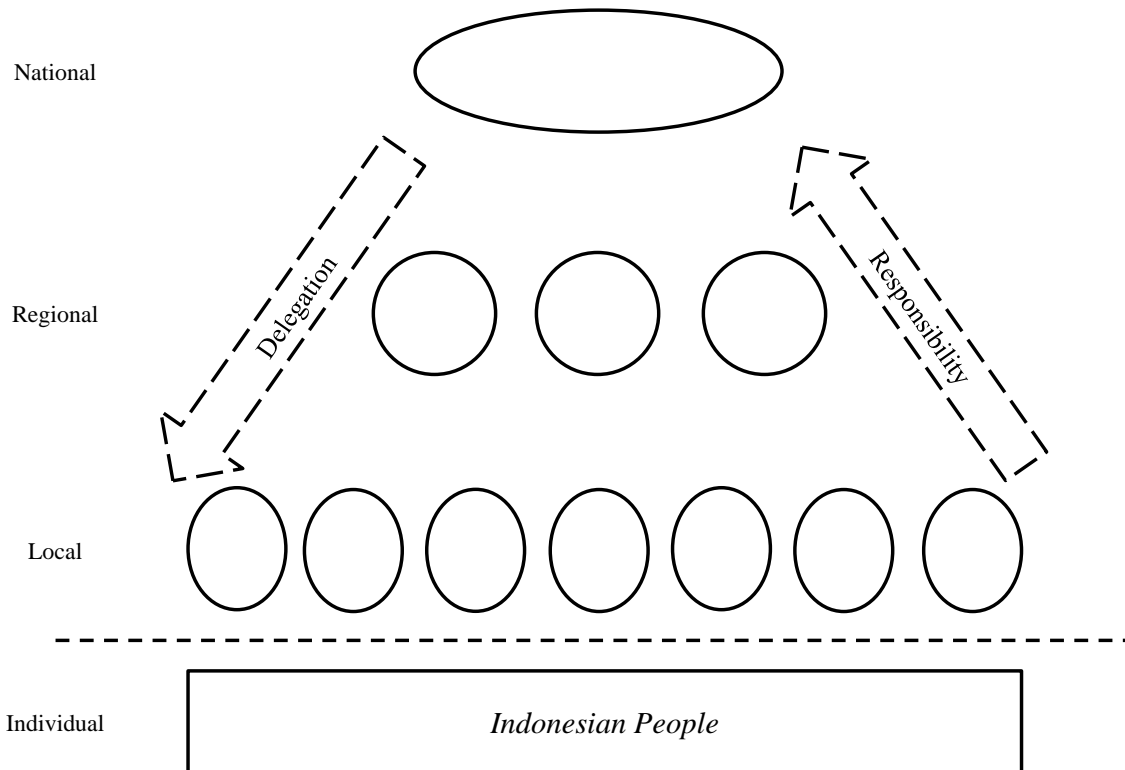 National
Delegation
Responsibility
Regional
Local
Individual
Indonesian People